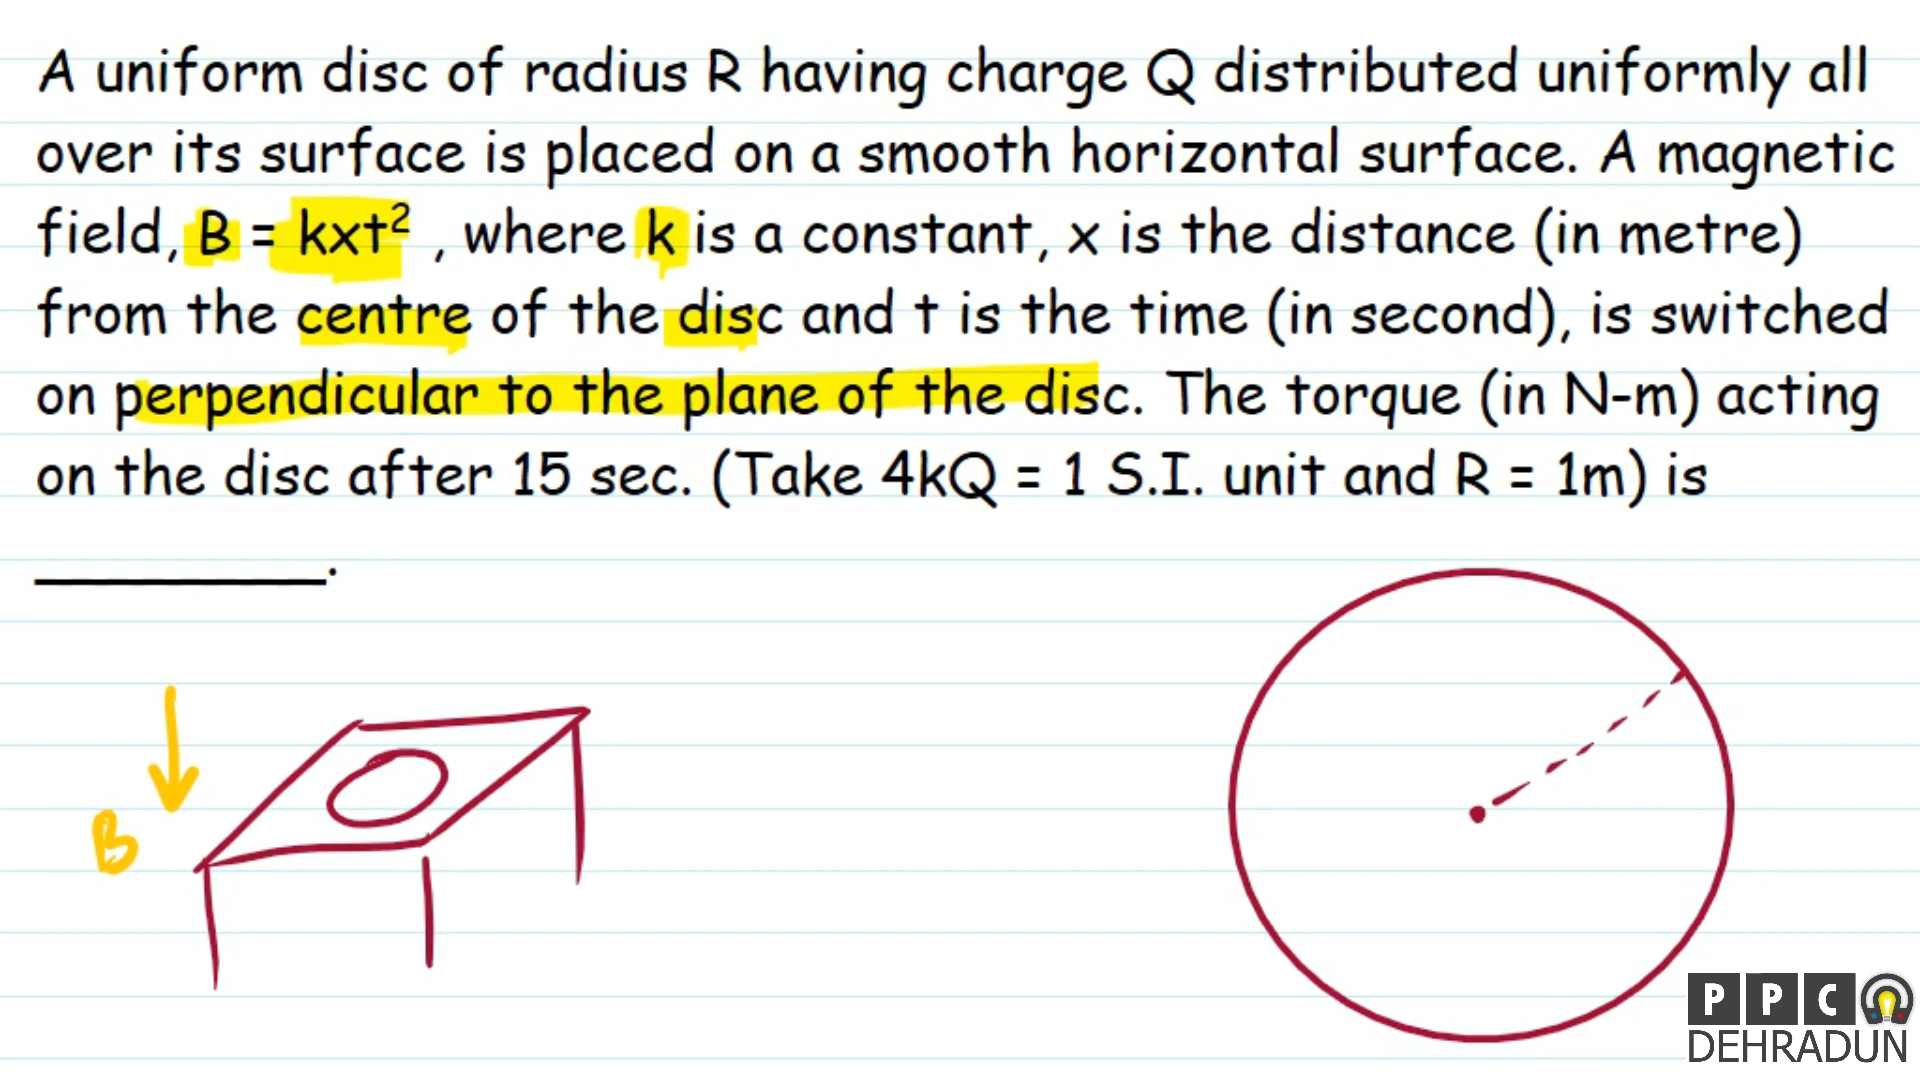 A uniform disc of radius R having charge Q distributed uniformly all
over its surface is placed on a smooth horizontal surface. A magnetic
field, B = kxt² , where k is a constant, x is the distance (in metre)
from the centre of the disc and t is the time (in second), is switched
on perpendicular to the plane of the disc. The torque (in N-m) acting
on the disc after 15 sec. (Take 4kQ = 1 S.I. unit and R = 1m) is
________.
B
PPC
DEHRADUN